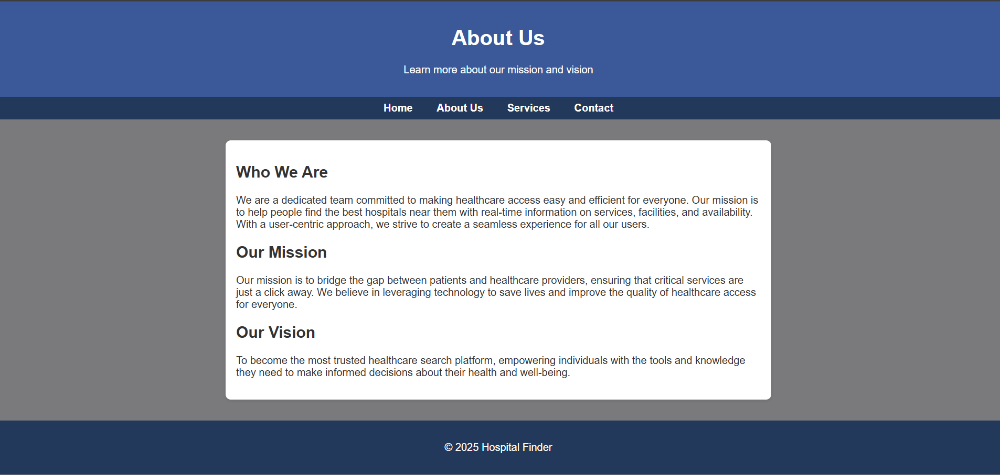 About Us
Learn more about our mission and vision
Home About Us Services Contact
Who We Are
We are a dedicated team committed to making healthcare access easy and efficient for everyone. Our mission is
to help people find the best hospitals near them with real-time information on services, facilities, and availability.
With a user-centric approach, we strive to create a seamless experience for all our users.
Our Mission
Our mission is to bridge the gap between patients and healthcare providers, ensuring that critical services are
just a click away. We believe in leveraging technology to save lives and improve the quality of healthcare access
for everyone.
Our Vision
To become the most trusted healthcare search platform, empowering individuals with the tools and knowledge
they need to make informed decisions about their health and well-being.
© 2025 Hospital Finder